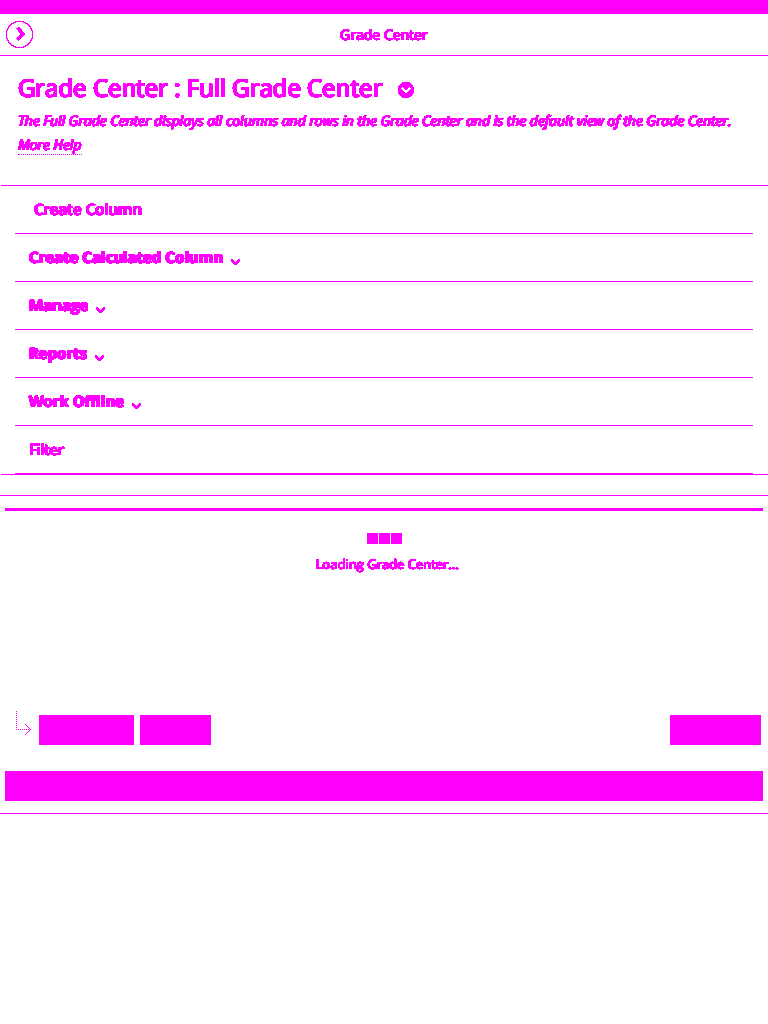 Grade Center
Grade Center : Full Grade Center
The Full Grade Center displays all columns and rows in the Grade Center and is the default view of the Grade Center.
More Help
Create Column
Create Calculated Column
Manage
Reports
Work Offline
Filter
Loading Grade Center...